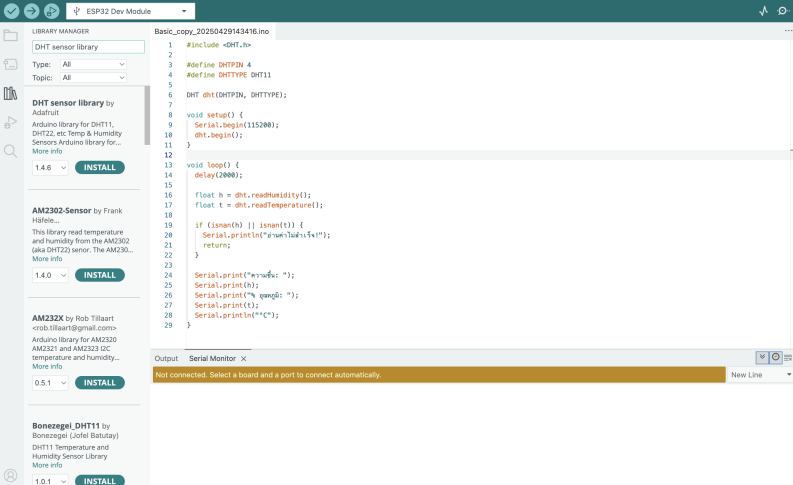 ESP32 Dev Module
LIBRARY MANAGER
DHT sensor library
Type: All
Topic: All
DHT sensor library by
Adafruit
Arduino library for DHT11,
DHT22, etc Temp & Humidity
Sensors Arduino library for...
More info
1.4.6 INSTALL
AM2302-Sensor by Frank
Häfele...
This library read temperature
and humidity from the AM2302
(aka DHT22) senor. The AM230...
More info
1.4.0 INSTALL
AM232X by Rob Tillaart
<rob.tillaart@gmail.com>
Arduino library for AM2320
AM2321 and AM2323 I2C
temperature and humidity...
More info
0.5.1 INSTALL
Bonezegei_DHT11 by
Bonezegei (Jofel Batutay)
DHT11 Temperature and
Humidity Sensor Library
More info
1.0.1 INSTALL
Basic_copy_20250429143416.ino
1 #include <DHT.h>
2
3 #define DHTPIN 4
4 #define DHTTYPE DHT11
5
6 DHT dht(DHTPIN, DHTTYPE);
7
8 void setup() {
9 Serial.begin(115200);
10 dht.begin();
11 }
12
13 void loop() {
14 delay(2000);
15
16 float h = dht.readHumidity();
17 float t = dht.readTemperature();
18
19 if (isnan(h) || isnan(t)) {
20 Serial.println("อ่านค่าไม่สำเร็จ!");
21 return;
22 }
23
24 Serial.print("ความชื้น: ");
25 Serial.print(h);
26 Serial.print("% อุณหภูมิ: ");
27 Serial.print(t);
28 Serial.println("°C");
29 }
Output Serial Monitor
Not connected. Select a board and a port to connect automatically.
New Line